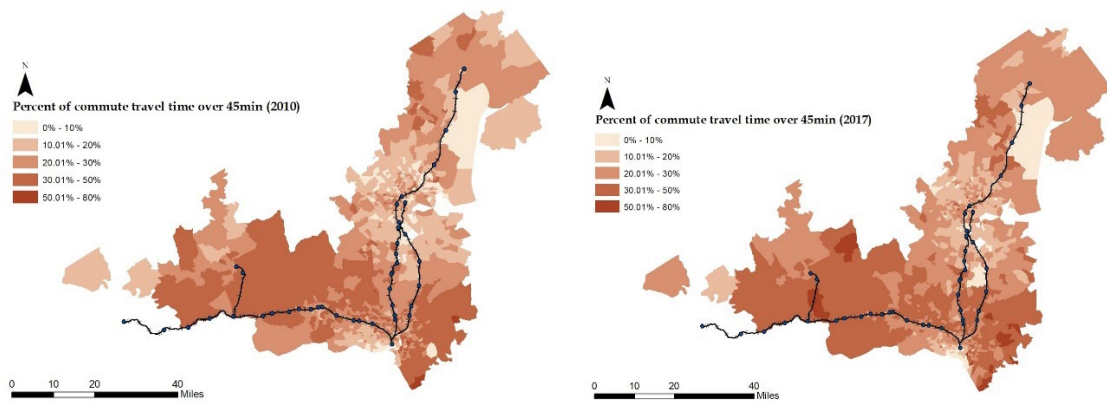 N
Percent of commute travel time over 45min (2010)
0% - 10%
10.01% - 20%
20.01% - 30%
30.01% - 50%
50.01% - 80%
0 10 20 40
Miles
N
Percent of commute travel time over 45min (2017)
0% - 10%
10.01% - 20%
20.01% - 30%
30.01% - 50%
50.01% - 80%
0 10 20 40
Miles